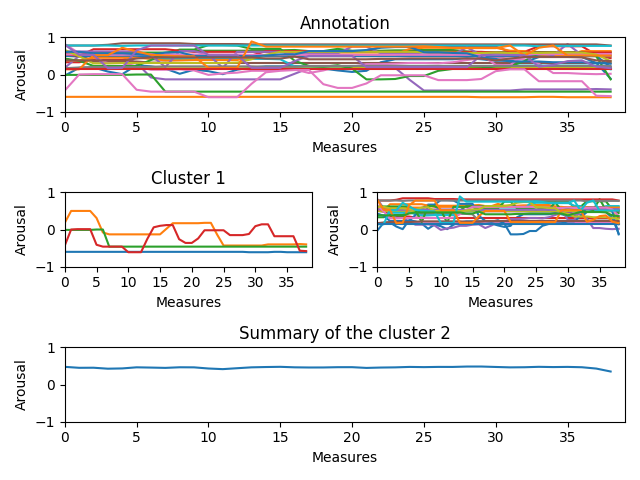 Annotation
1
0
−1
Arousal
0 5 10 15 20 25 30 35
Measures
Cluster 1
1
0
−1
Arousal
0 5 10 15 20 25 30 35
Measures
Cluster 2
1
0
−1
Arousal
0 5 10 15 20 25 30 35
Measures
Summary of the cluster 2
1
0
−1
Arousal
0 5 10 15 20 25 30 35
Measures